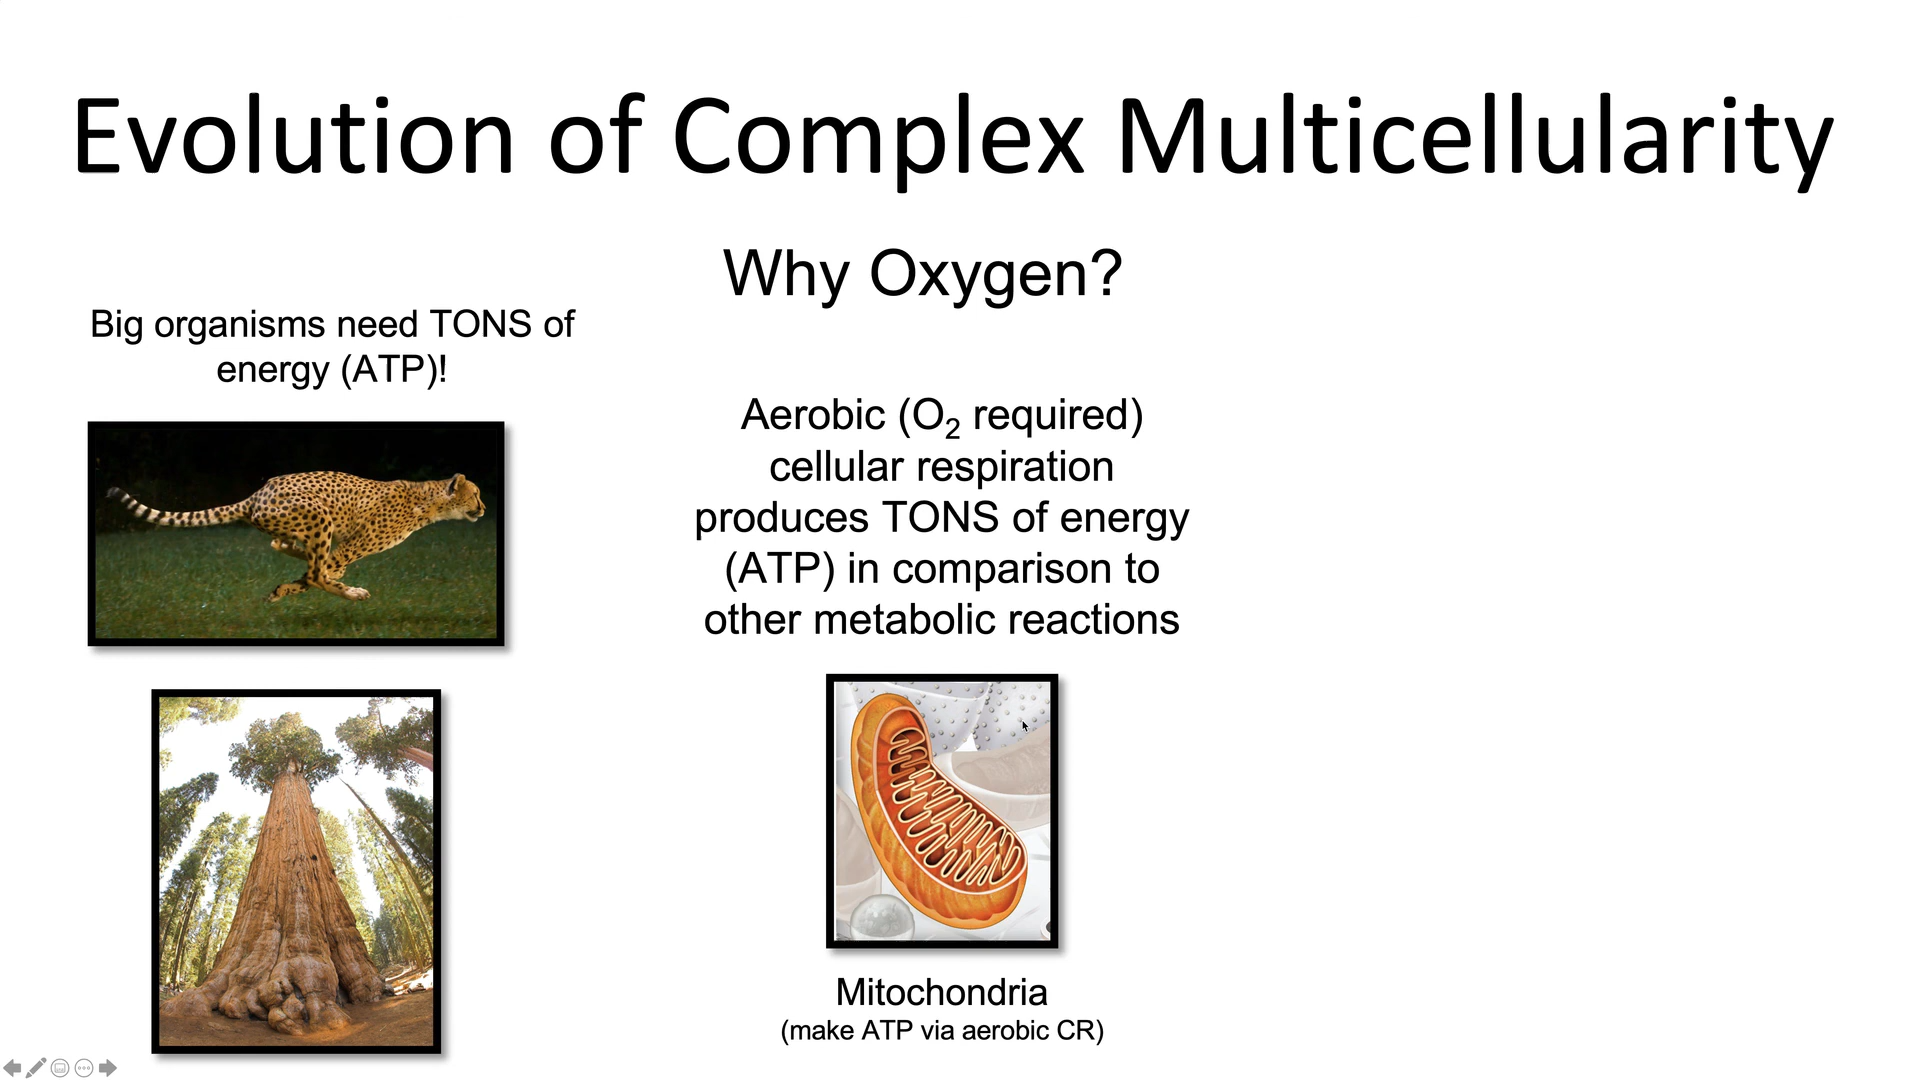 Evolution of Complex Multicellularity
Why Oxygen?
Big organisms need TONS of
energy (ATP)!
Aerobic (O₂ required)
cellular respiration
produces TONS of energy
(ATP) in comparison to
other metabolic reactions
Mitochondria
(make ATP via aerobic CR)